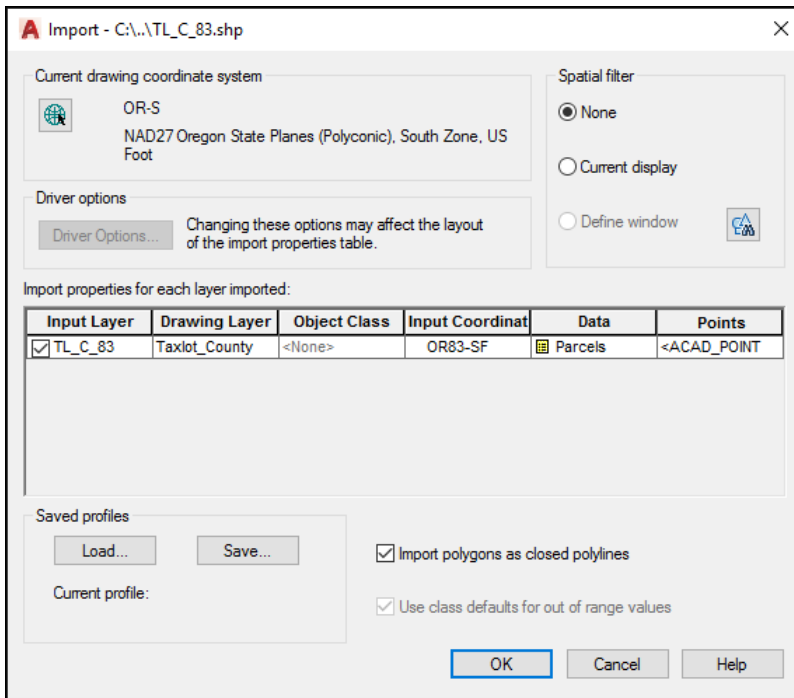 Import - C:\..\TL_C_83.shp
Current drawing coordinate system
OR-S
NAD27 Oregon State Planes (Polyconic), South Zone, US
Foot
Spatial filter
None
Current display
Define window
Driver options
Driver Options...
Changing these options may affect the layout
of the import properties table.
Import properties for each layer imported:
Input Layer Drawing Layer Object Class Input Coordinat Data Points
TL_C_83 Taxlot_County <None> OR83-SF Parcels <ACAD_POINT
Saved profiles
Load... Save...
Current profile:
Import polygons as closed polylines
Use class defaults for out of range values
OK Cancel Help